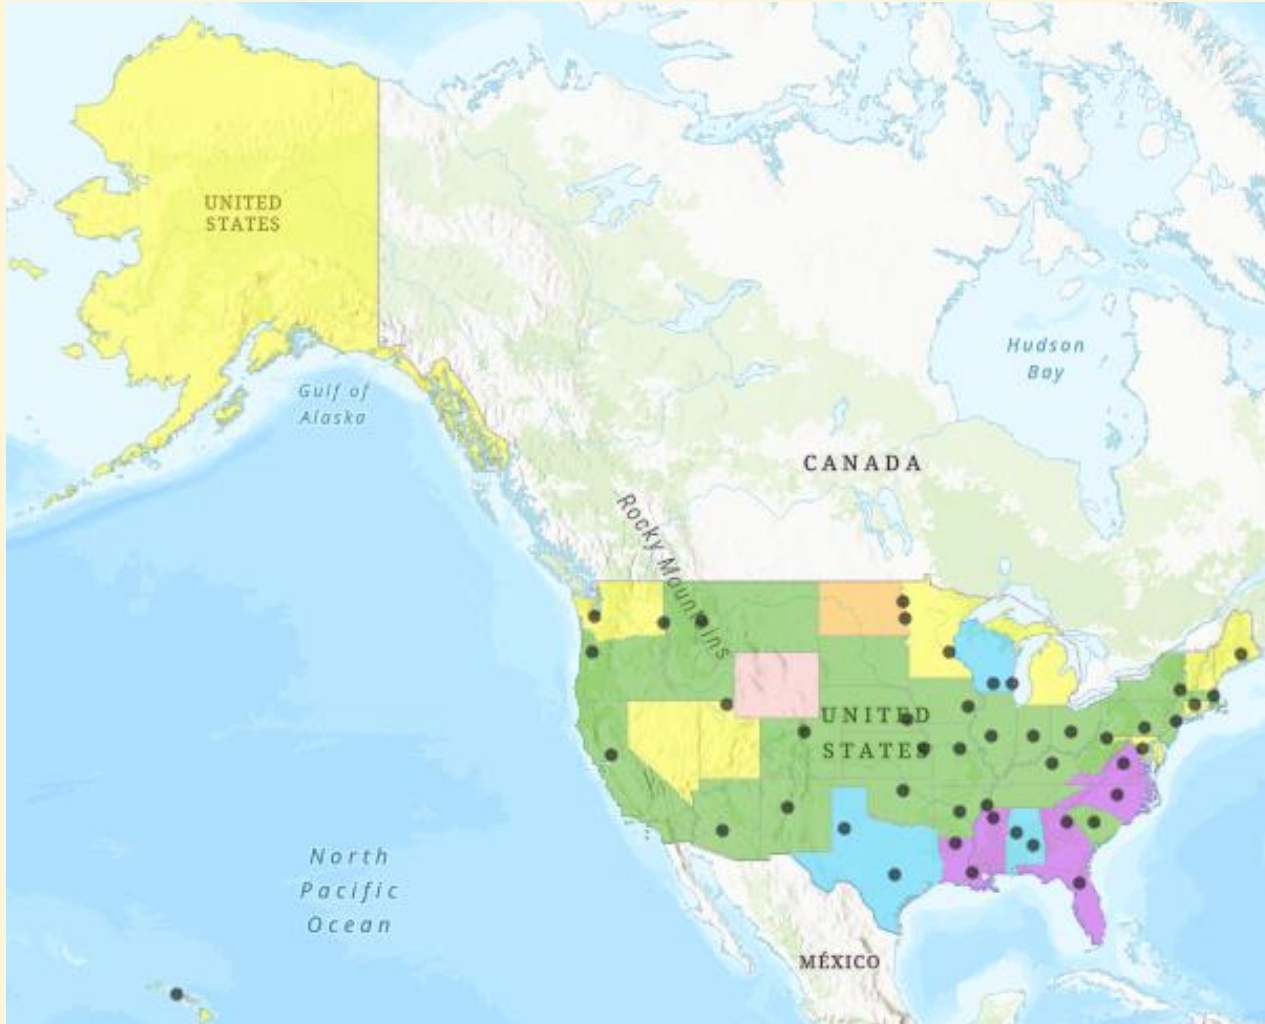 UNITED
STATES
Gulf of
Alaska
Hudson
Bay
CANADA
Rocky Mountains
UNITED
STATES
North
Pacific
Ocean
MÉXICO